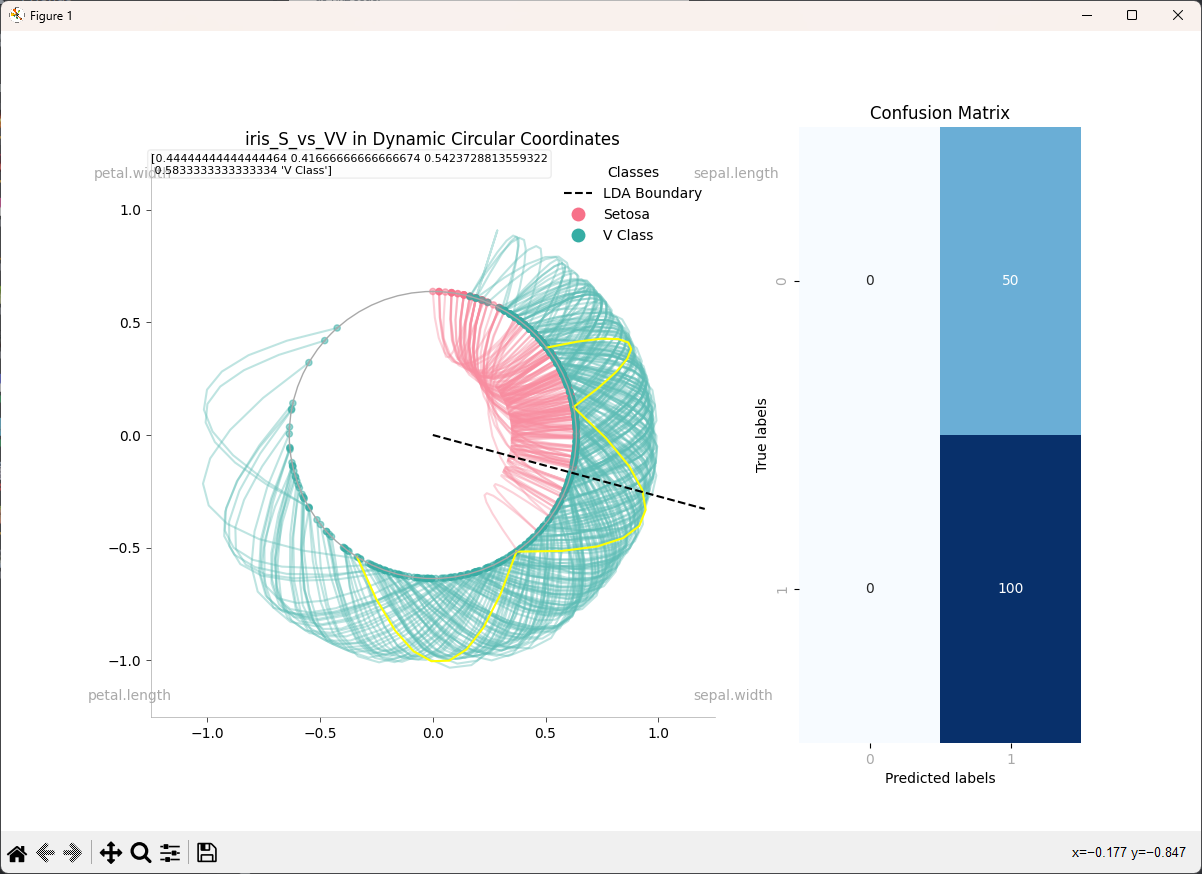 Figure 1
iris_S_vs_VV in Dynamic Circular Coordinates
[0.44444444444444464 0.41666666666666674 0.5423728813559322
0.5833333333333334 'V Class']
petal.width
sepal.length
Classes
LDA Boundary
Setosa
V Class
1.0
0.5
0.0
−0.5
−1.0
petal.length
sepal.width
−1.0
−0.5
0.0
0.5
1.0
Confusion Matrix
True labels
0
0
50
1
0
100
0
1
Predicted labels
x=−0.177 y=−0.847